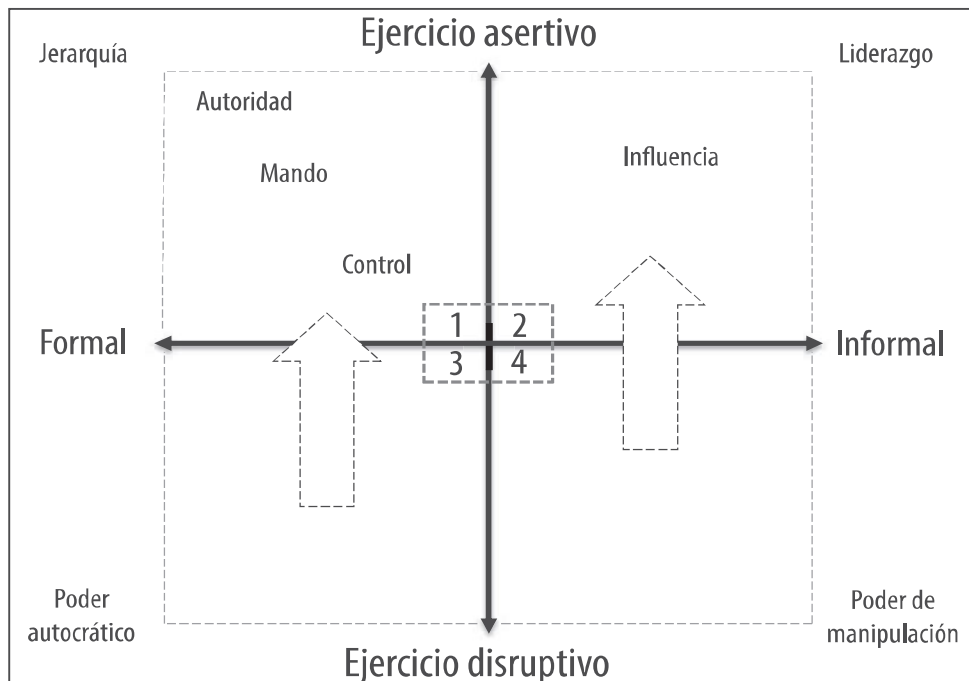 Ejercicio asertivo
Jerarquía
Liderazgo
Autoridad
Influencia
Mando
Control
1 2
Formal
Informal
3 4
Poder
autocrático
Poder de
manipulación
Ejercicio disruptivo